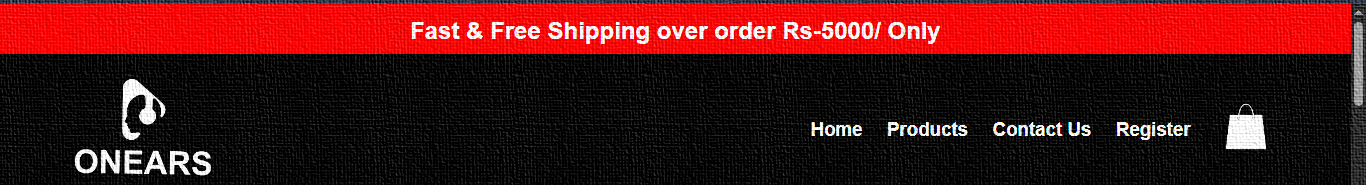 Fast & Free Shipping over order Rs-5000/ Only
Home Products Contact Us Register
ONEARS